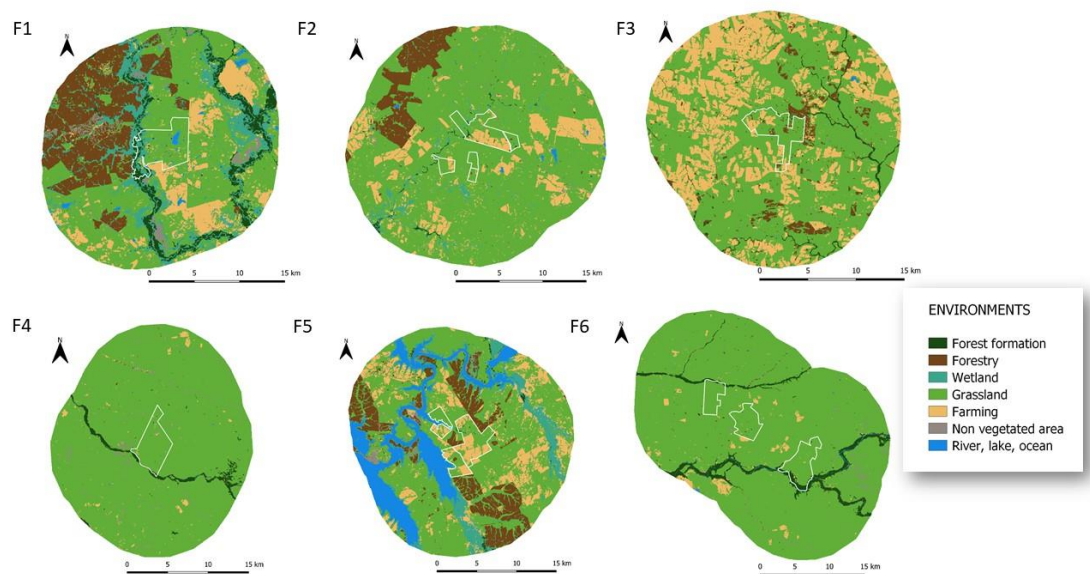 F1
N
0 5 10 15 km
F2
N
0 5 10 15 km
F3
N
0 5 10 15 km
F4
N
0 5 10 15 km
F5
N
0 5 10 15 km
F6
N
0 5 10 15 km
ENVIRONMENTS
Forest formation
Forestry
Wetland
Grassland
Farming
Non vegetated area
River, lake, ocean